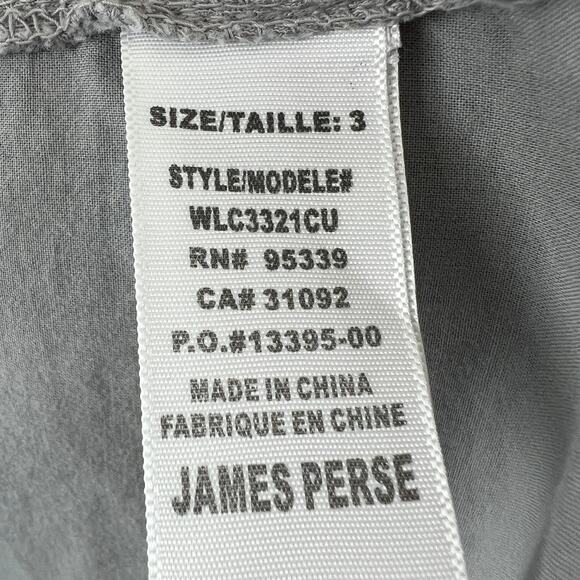 SIZE/TAILLE: 3
STYLE/MODELE#
WLC3321CU
RN# 95339
CA# 31092
P.O.#13395-00
MADE IN CHINA
FABRIQUE EN CHINE
JAMES PERSE